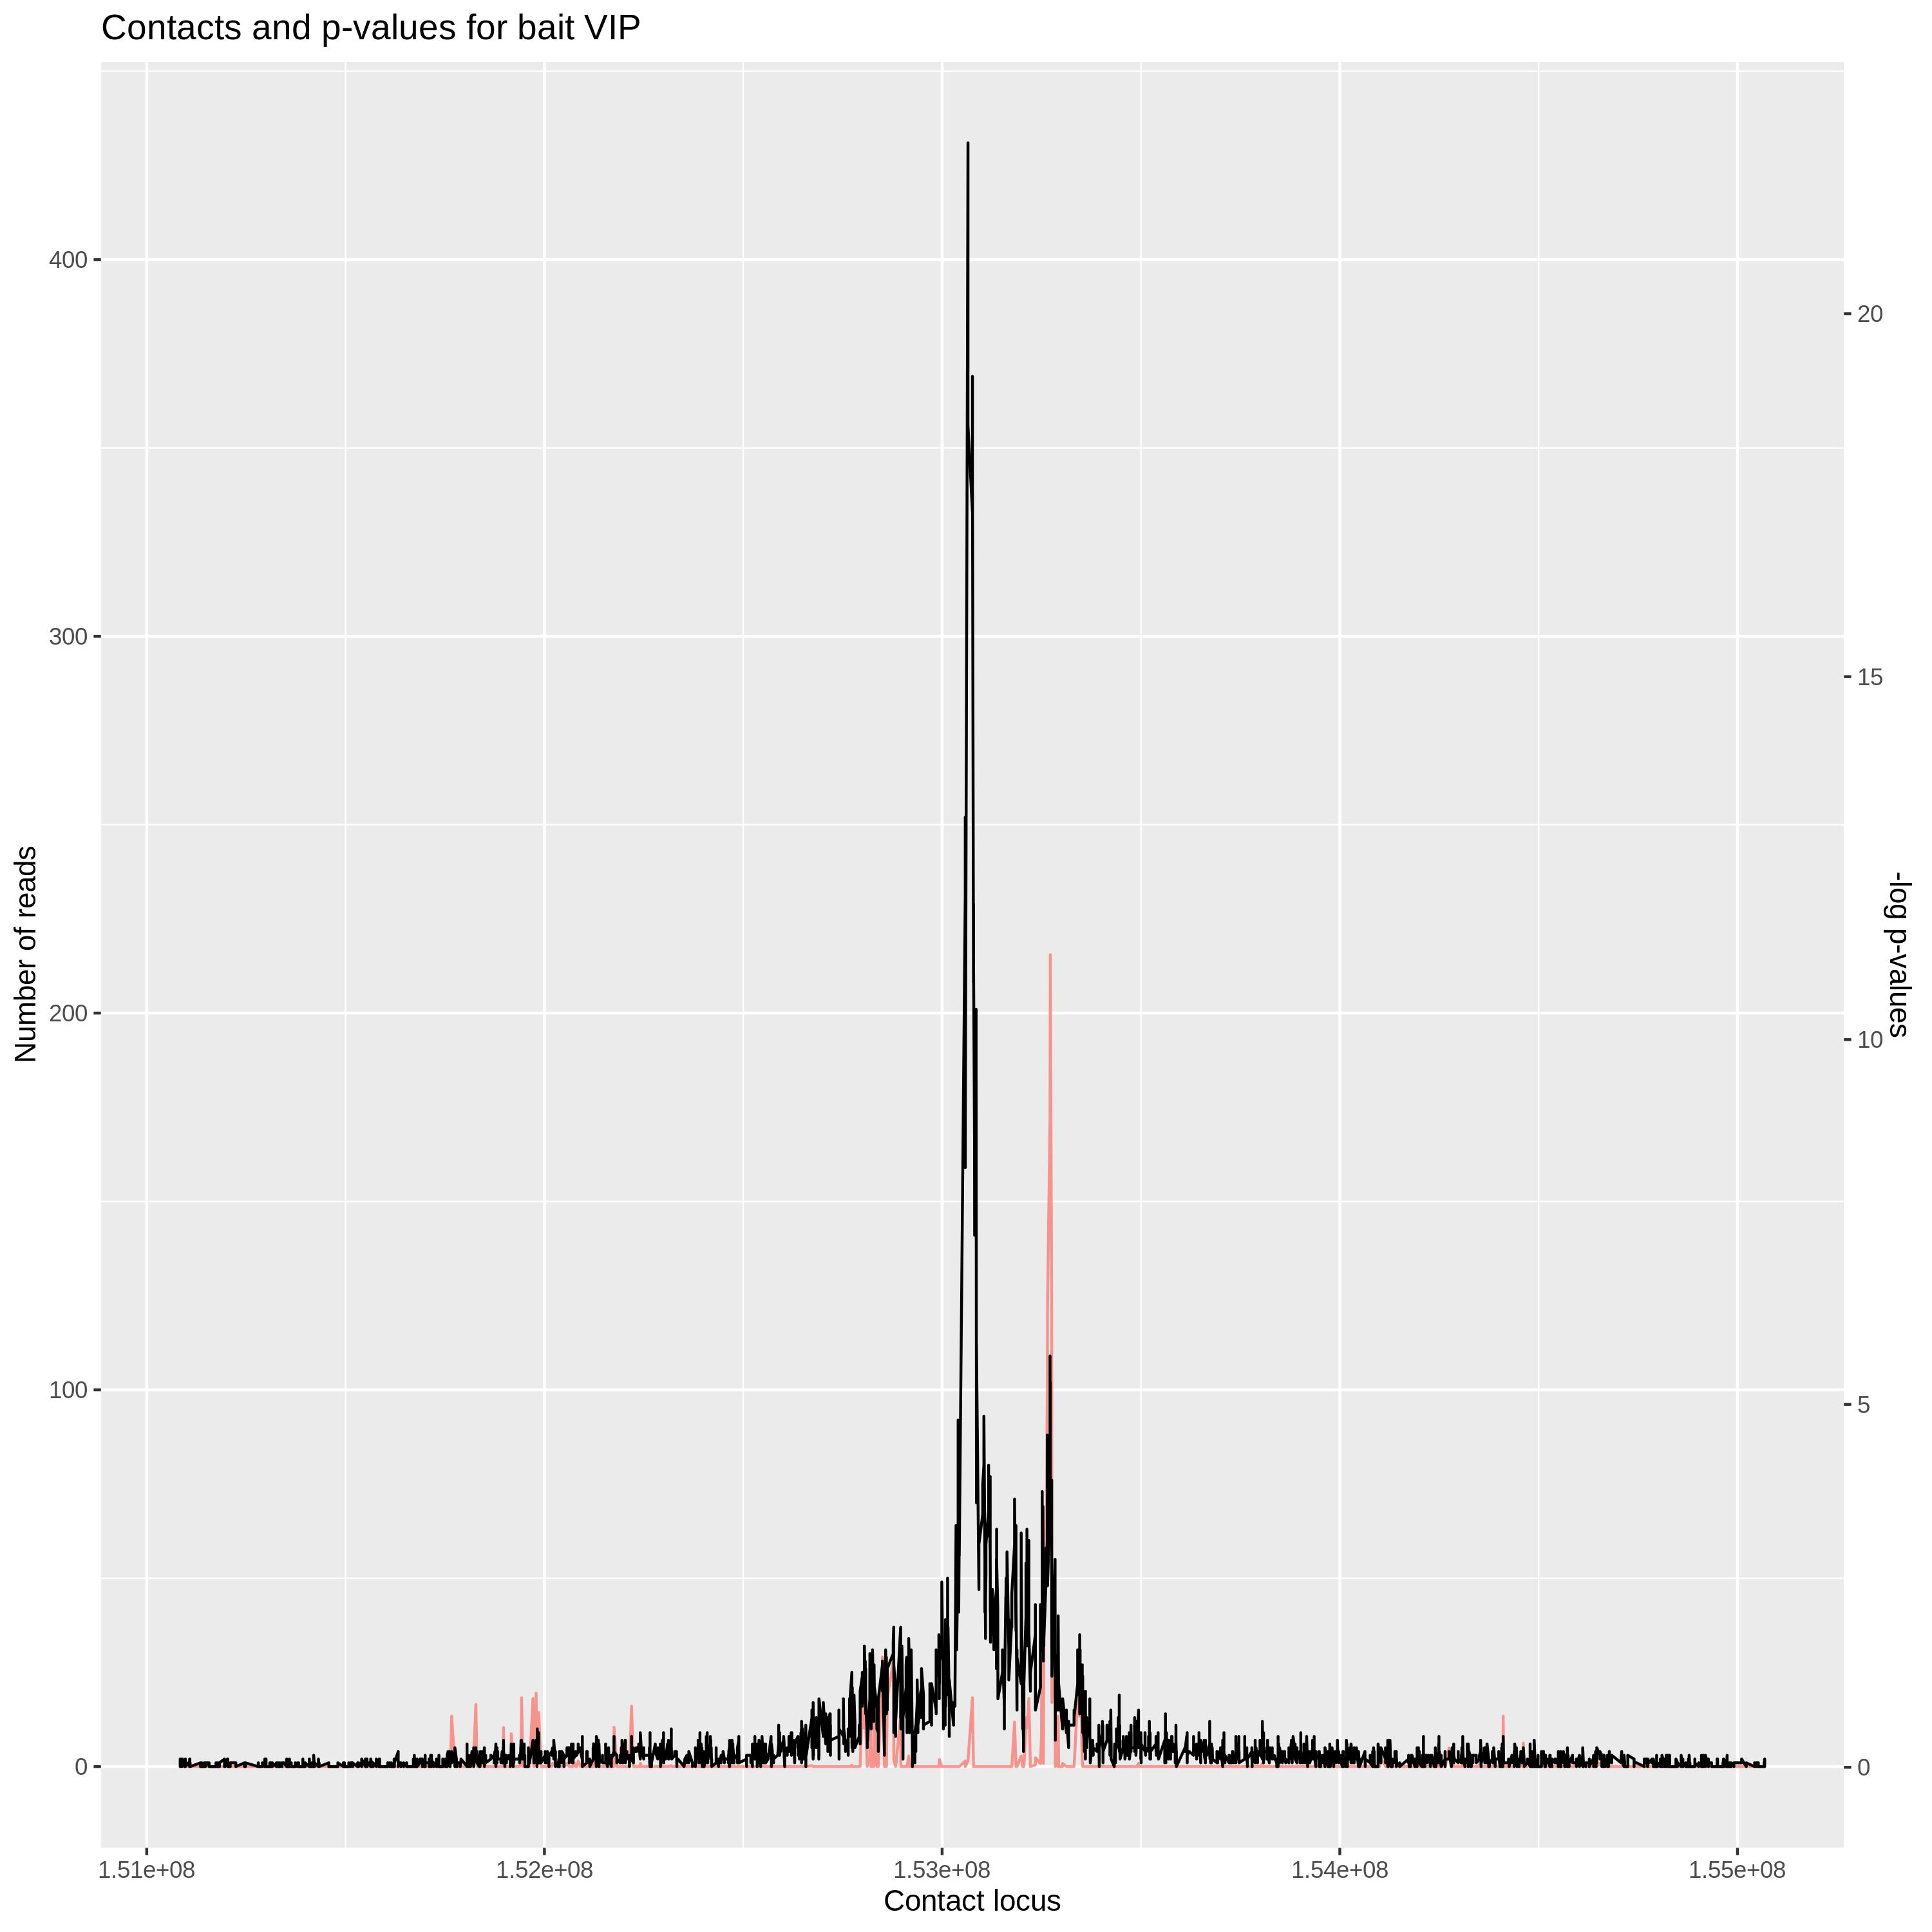 Contacts and p-values for bait VIP
400
300
200
100
0
Number of reads
20
15
10
5
0
-log p-values
1.51e+08 1.52e+08 1.53e+08 1.54e+08 1.55e+08
Contact locus